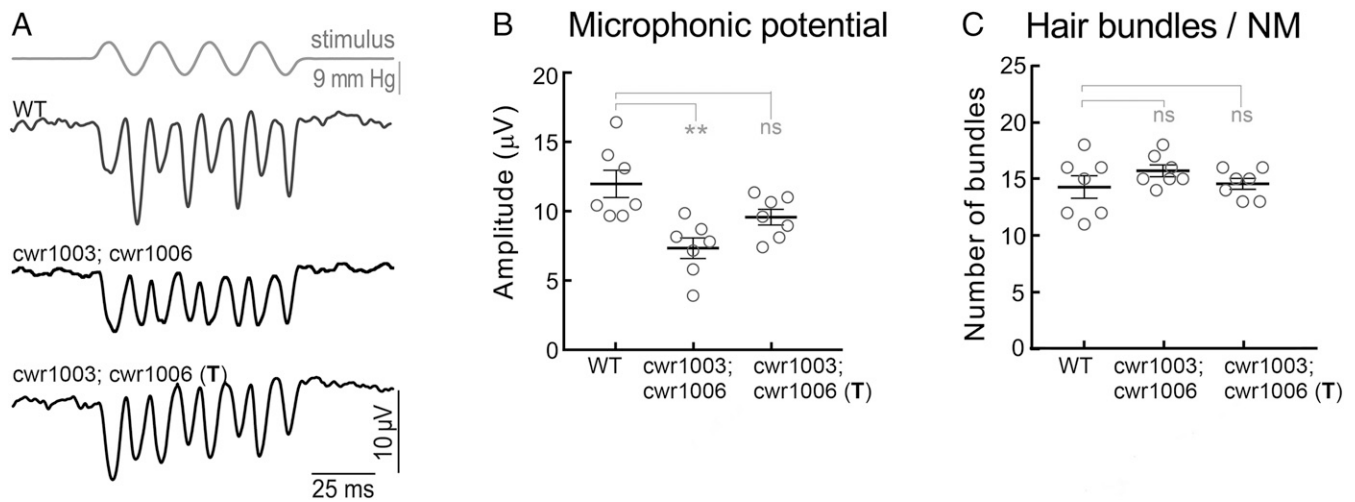 A
stimulus
9 mm Hg
WT
cwr1003; cwr1006
cwr1003; cwr1006 (T)
10 µV
25 ms
B Microphonic potential
Amplitude (µV)
20
15
10
5
0
**
ns
WT
cwr1003;
cwr1006
cwr1003;
cwr1006 (T)
C Hair bundles / NM
Number of bundles
25
20
15
10
5
0
ns
ns
WT
cwr1003;
cwr1006
cwr1003;
cwr1006 (T)